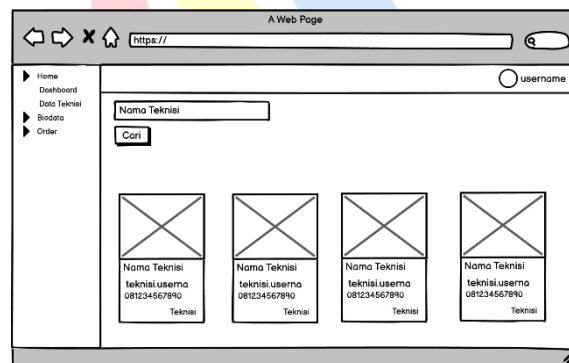 A Web Page
https://
Home
Dashboard
Data Teknisi
Biodata
Order
username
Nama Teknisi
Cari
Nama Teknisi
teknisi.userna
081234567890
Teknisi
Nama Teknisi
teknisi.userna
081234567890
Teknisi
Nama Teknisi
teknisi.userna
081234567890
Teknisi
Nama Teknisi
teknisi.userna
081234567890
Teknisi